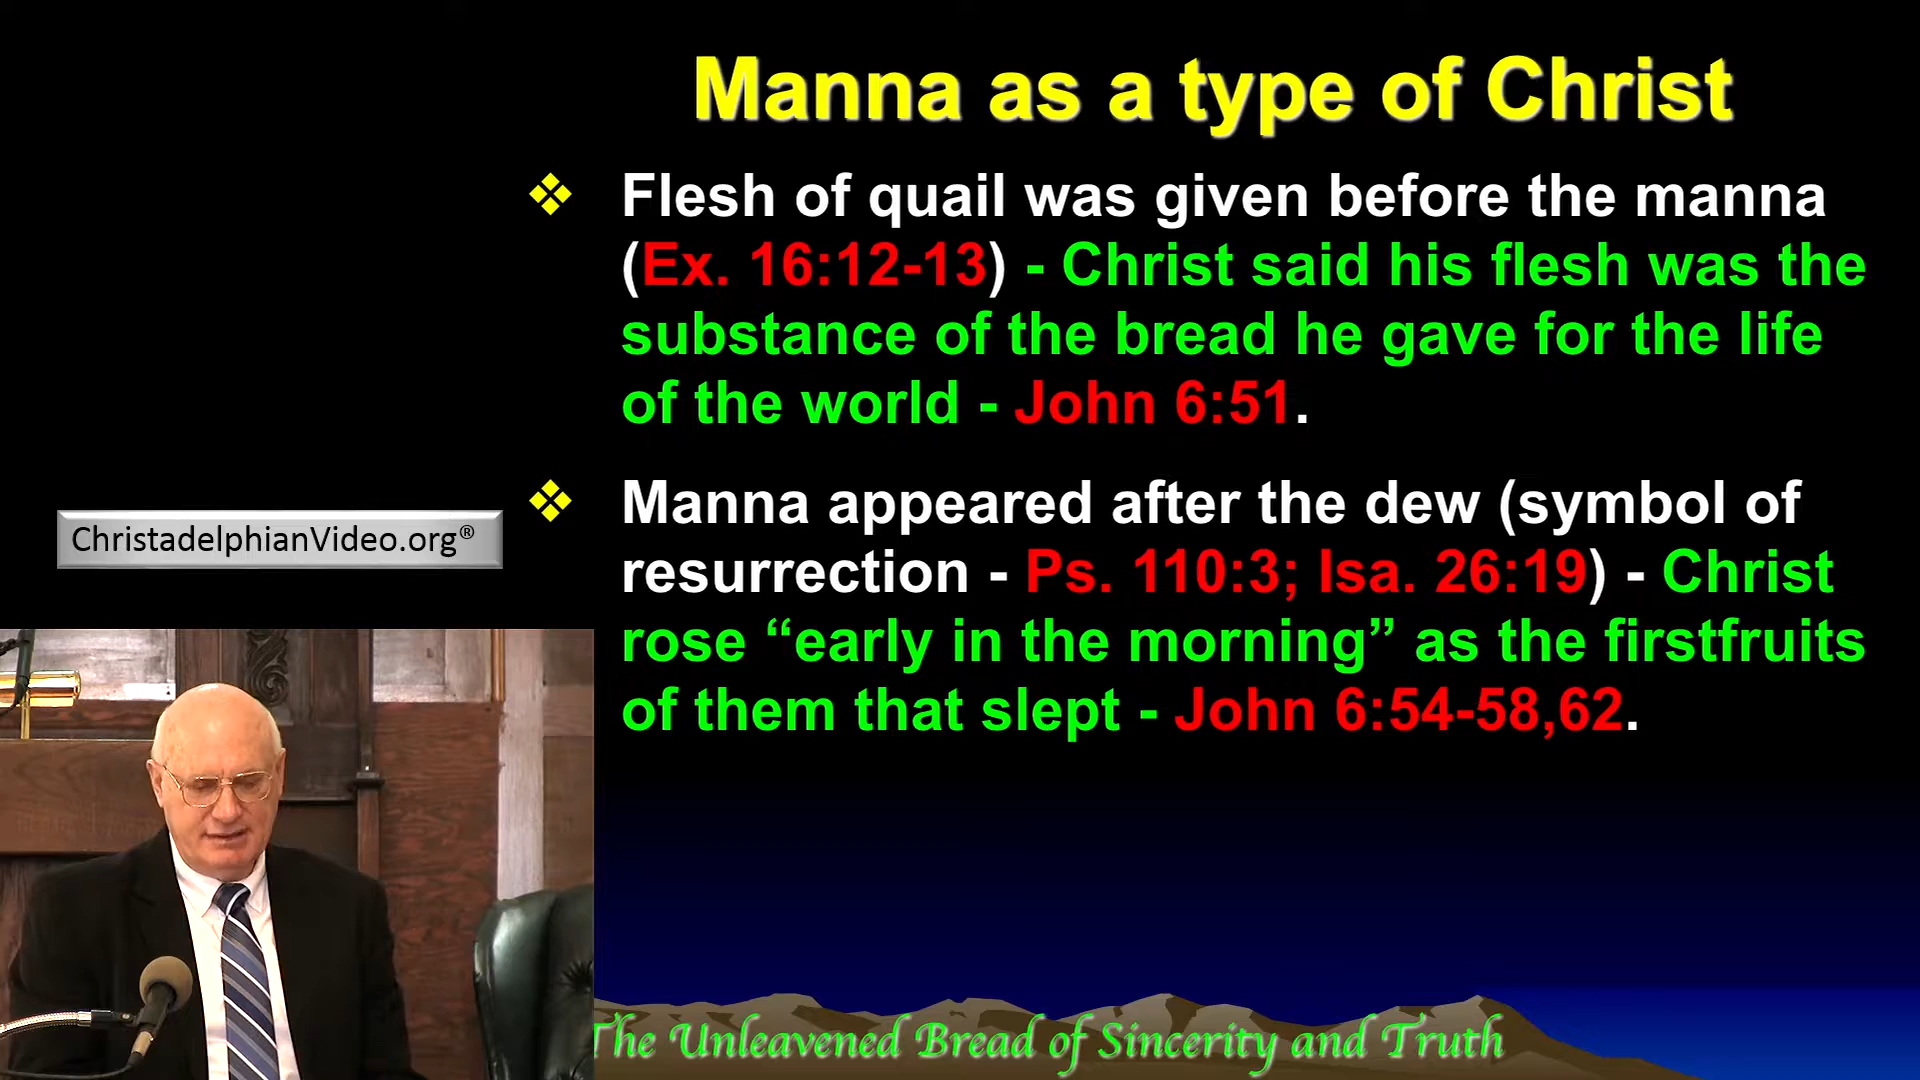 Manna as a type of Christ
❖ Flesh of quail was given before the manna
(Ex. 16:12-13) - Christ said his flesh was the
substance of the bread he gave for the life
of the world - John 6:51.
❖ Manna appeared after the dew (symbol of
resurrection - Ps. 110:3; Isa. 26:19) - Christ
rose “early in the morning” as the firstfruits
of them that slept - John 6:54-58,62.
ChristadelphianVideo.org®
The Unleavened Bread of Sincerity and Truth